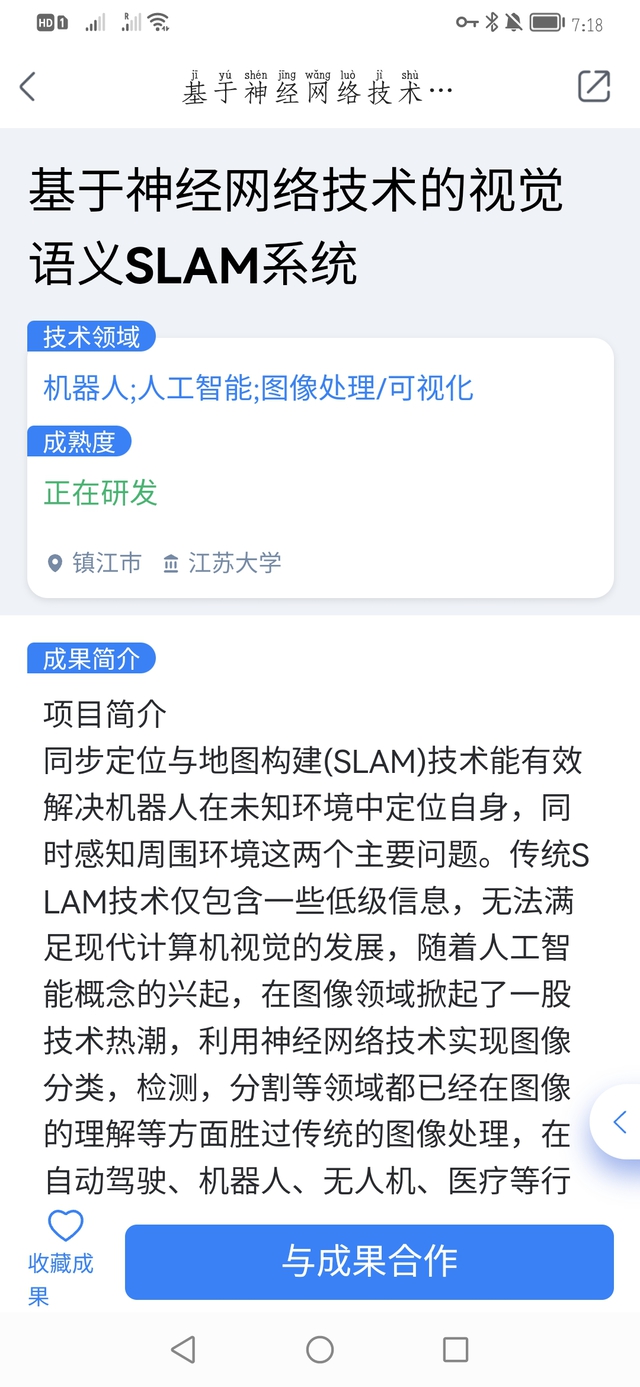 HD 1
R
7:18
jī yú shén jīng wǎng luò jì shù
基于神经网络技术…
基于神经网络技术的视觉
语义SLAM系统
技术领域
机器人;人工智能;图像处理/可视化
成熟度
正在研发
镇江市 江苏大学
成果简介
项目简介
同步定位与地图构建(SLAM)技术能有效
解决机器人在未知环境中定位自身，同
时感知周围环境这两个主要问题。传统S
LAM技术仅包含一些低级信息，无法满
足现代计算机视觉的发展，随着人工智
能概念的兴起，在图像领域掀起了一股
技术热潮，利用神经网络技术实现图像
分类，检测，分割等领域都已经在图像
的理解等方面胜过传统的图像处理，在
自动驾驶、机器人、无人机、医疗等行
收藏成
果
与成果合作